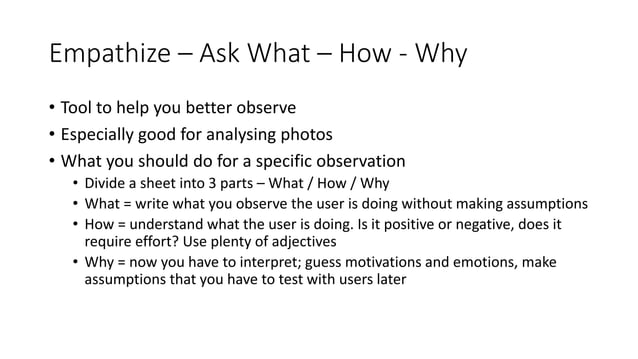 Empathize – Ask What – How - Why
• Tool to help you better observe
• Especially good for analysing photos
• What you should do for a specific observation
• Divide a sheet into 3 parts – What / How / Why
• What = write what you observe the user is doing without making assumptions
• How = understand what the user is doing. Is it positive or negative, does it
require effort? Use plenty of adjectives
• Why = now you have to interpret; guess motivations and emotions, make
assumptions that you have to test with users later